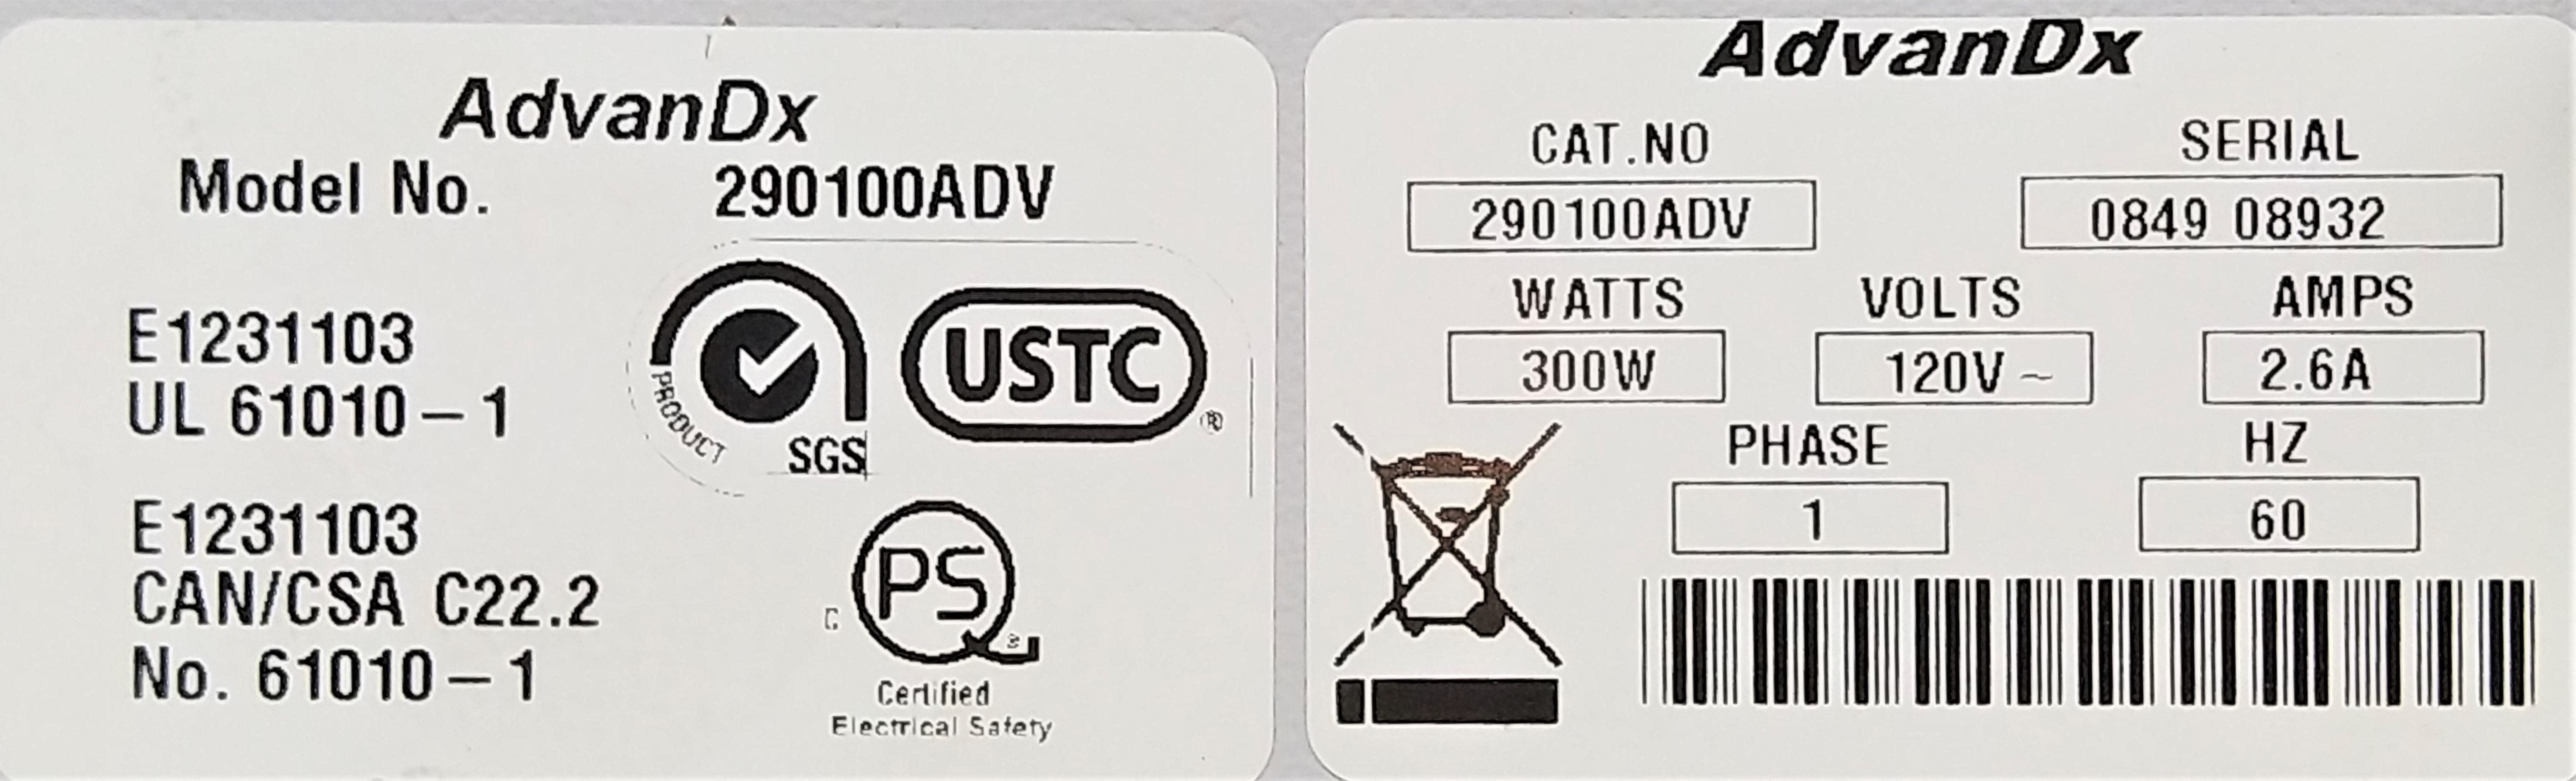 AdvanDx
Model No. 290100ADV
E1231103
UL 61010-1
PRODUCT
SGS
USTC
®
E1231103
CAN/CSA C22.2
No. 61010-1
C
PS
Certified
Electrical Safety
AdvanDx
CAT.NO SERIAL
290100ADV 0849 08932
WATTS VOLTS AMPS
300W 120V~ 2.6A
PHASE HZ
1 60